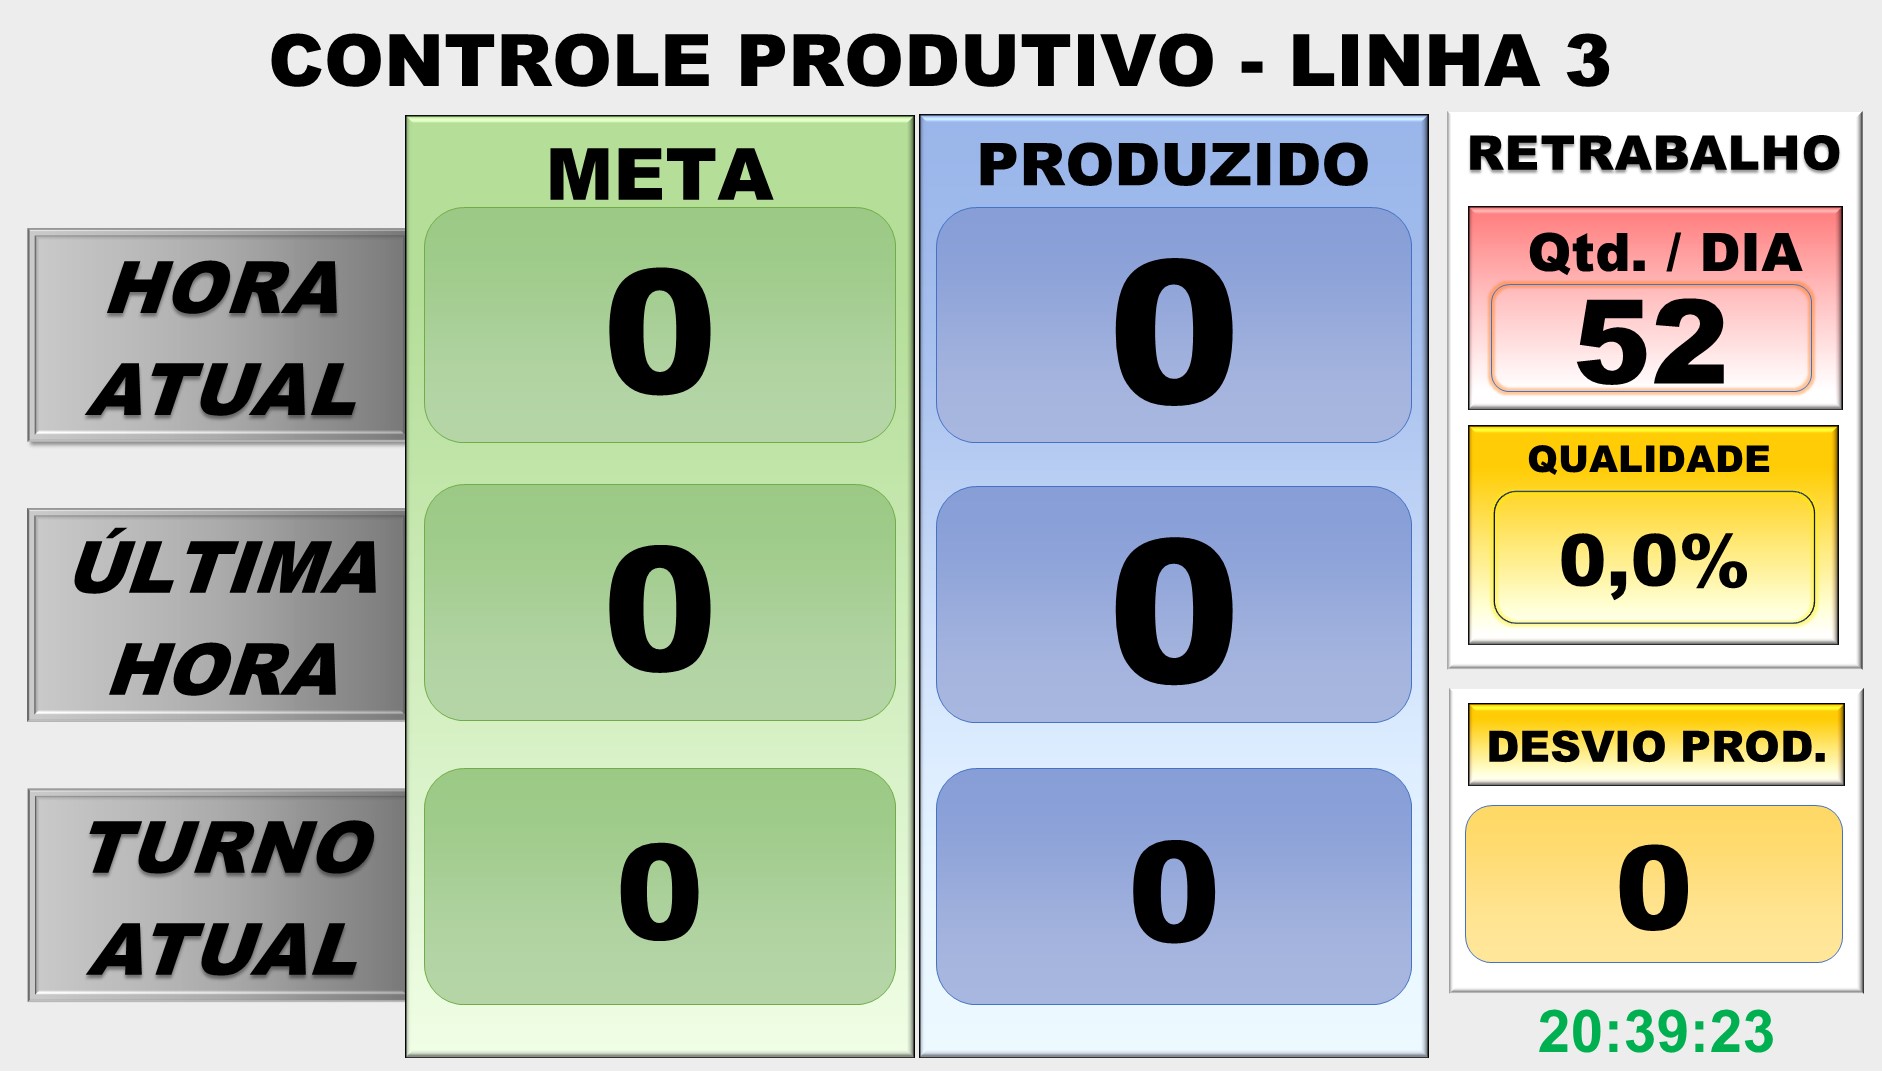 CONTROLE PRODUTIVO - LINHA 3
META
PRODUZIDO
HORA
ATUAL
0
0
ÚLTIMA
HORA
0
0
TURNO
ATUAL
0
0
RETRABALHO
Qtd. / DIA
52
QUALIDADE
0,0%
DESVIO PROD.
0
20:39:23